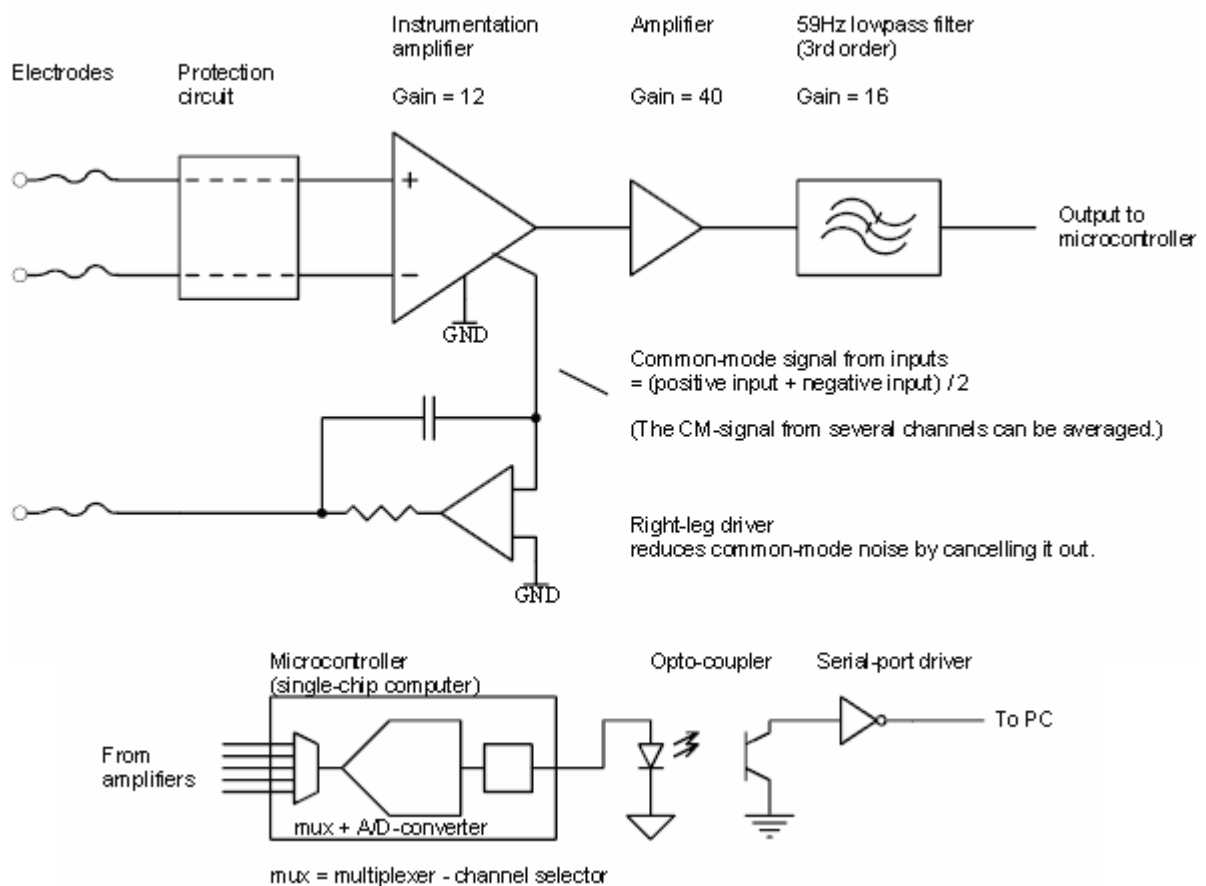 Instrumentation
amplifier
Amplifier
59Hz lowpass filter
(3rd order)
Electrodes
Protection
circuit
Gain = 12
Gain = 40
Gain = 16
+
−
Output to
microcontroller
GND
Common-mode signal from inputs
= (positive input + negative input) / 2
(The CM-signal from several channels can be averaged.)
Right-leg driver
reduces common-mode noise by cancelling it out.
GND
Microcontroller
(single-chip computer)
Opto-coupler
Serial-port driver
To PC
From
amplifiers
mux + A/D-converter
mux = multiplexer - channel selector